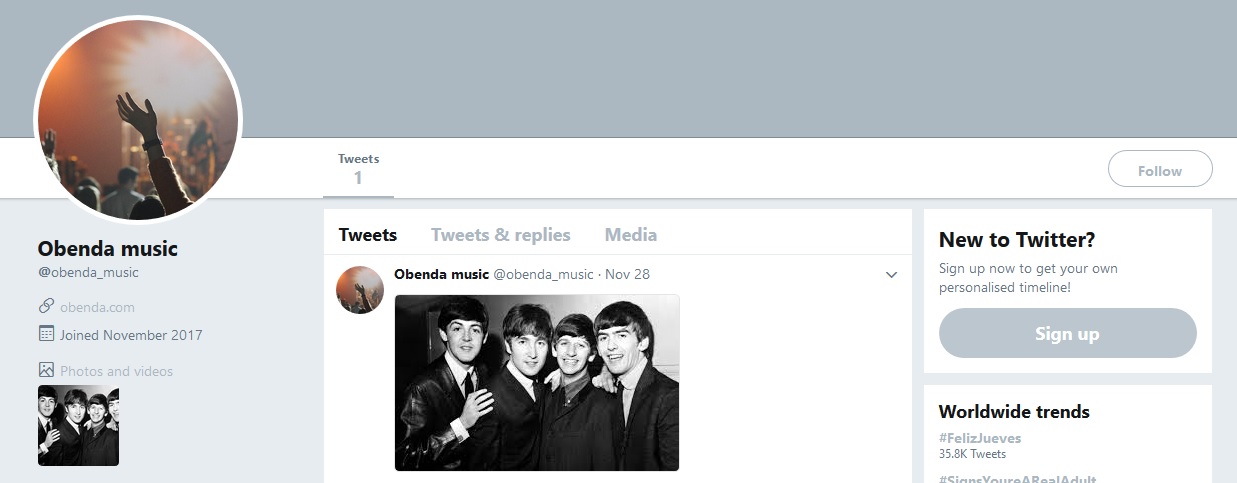 Tweets
1
Follow
Obenda music
@obenda_music
obenda.com
Joined November 2017
Photos and videos
Tweets Tweets & replies Media
Obenda music @obenda_music · Nov 28
New to Twitter?
Sign up now to get your own
personalised timeline!
Sign up
Worldwide trends
#FelizJueves
35.8K Tweets
#SignsYoureARealAdult